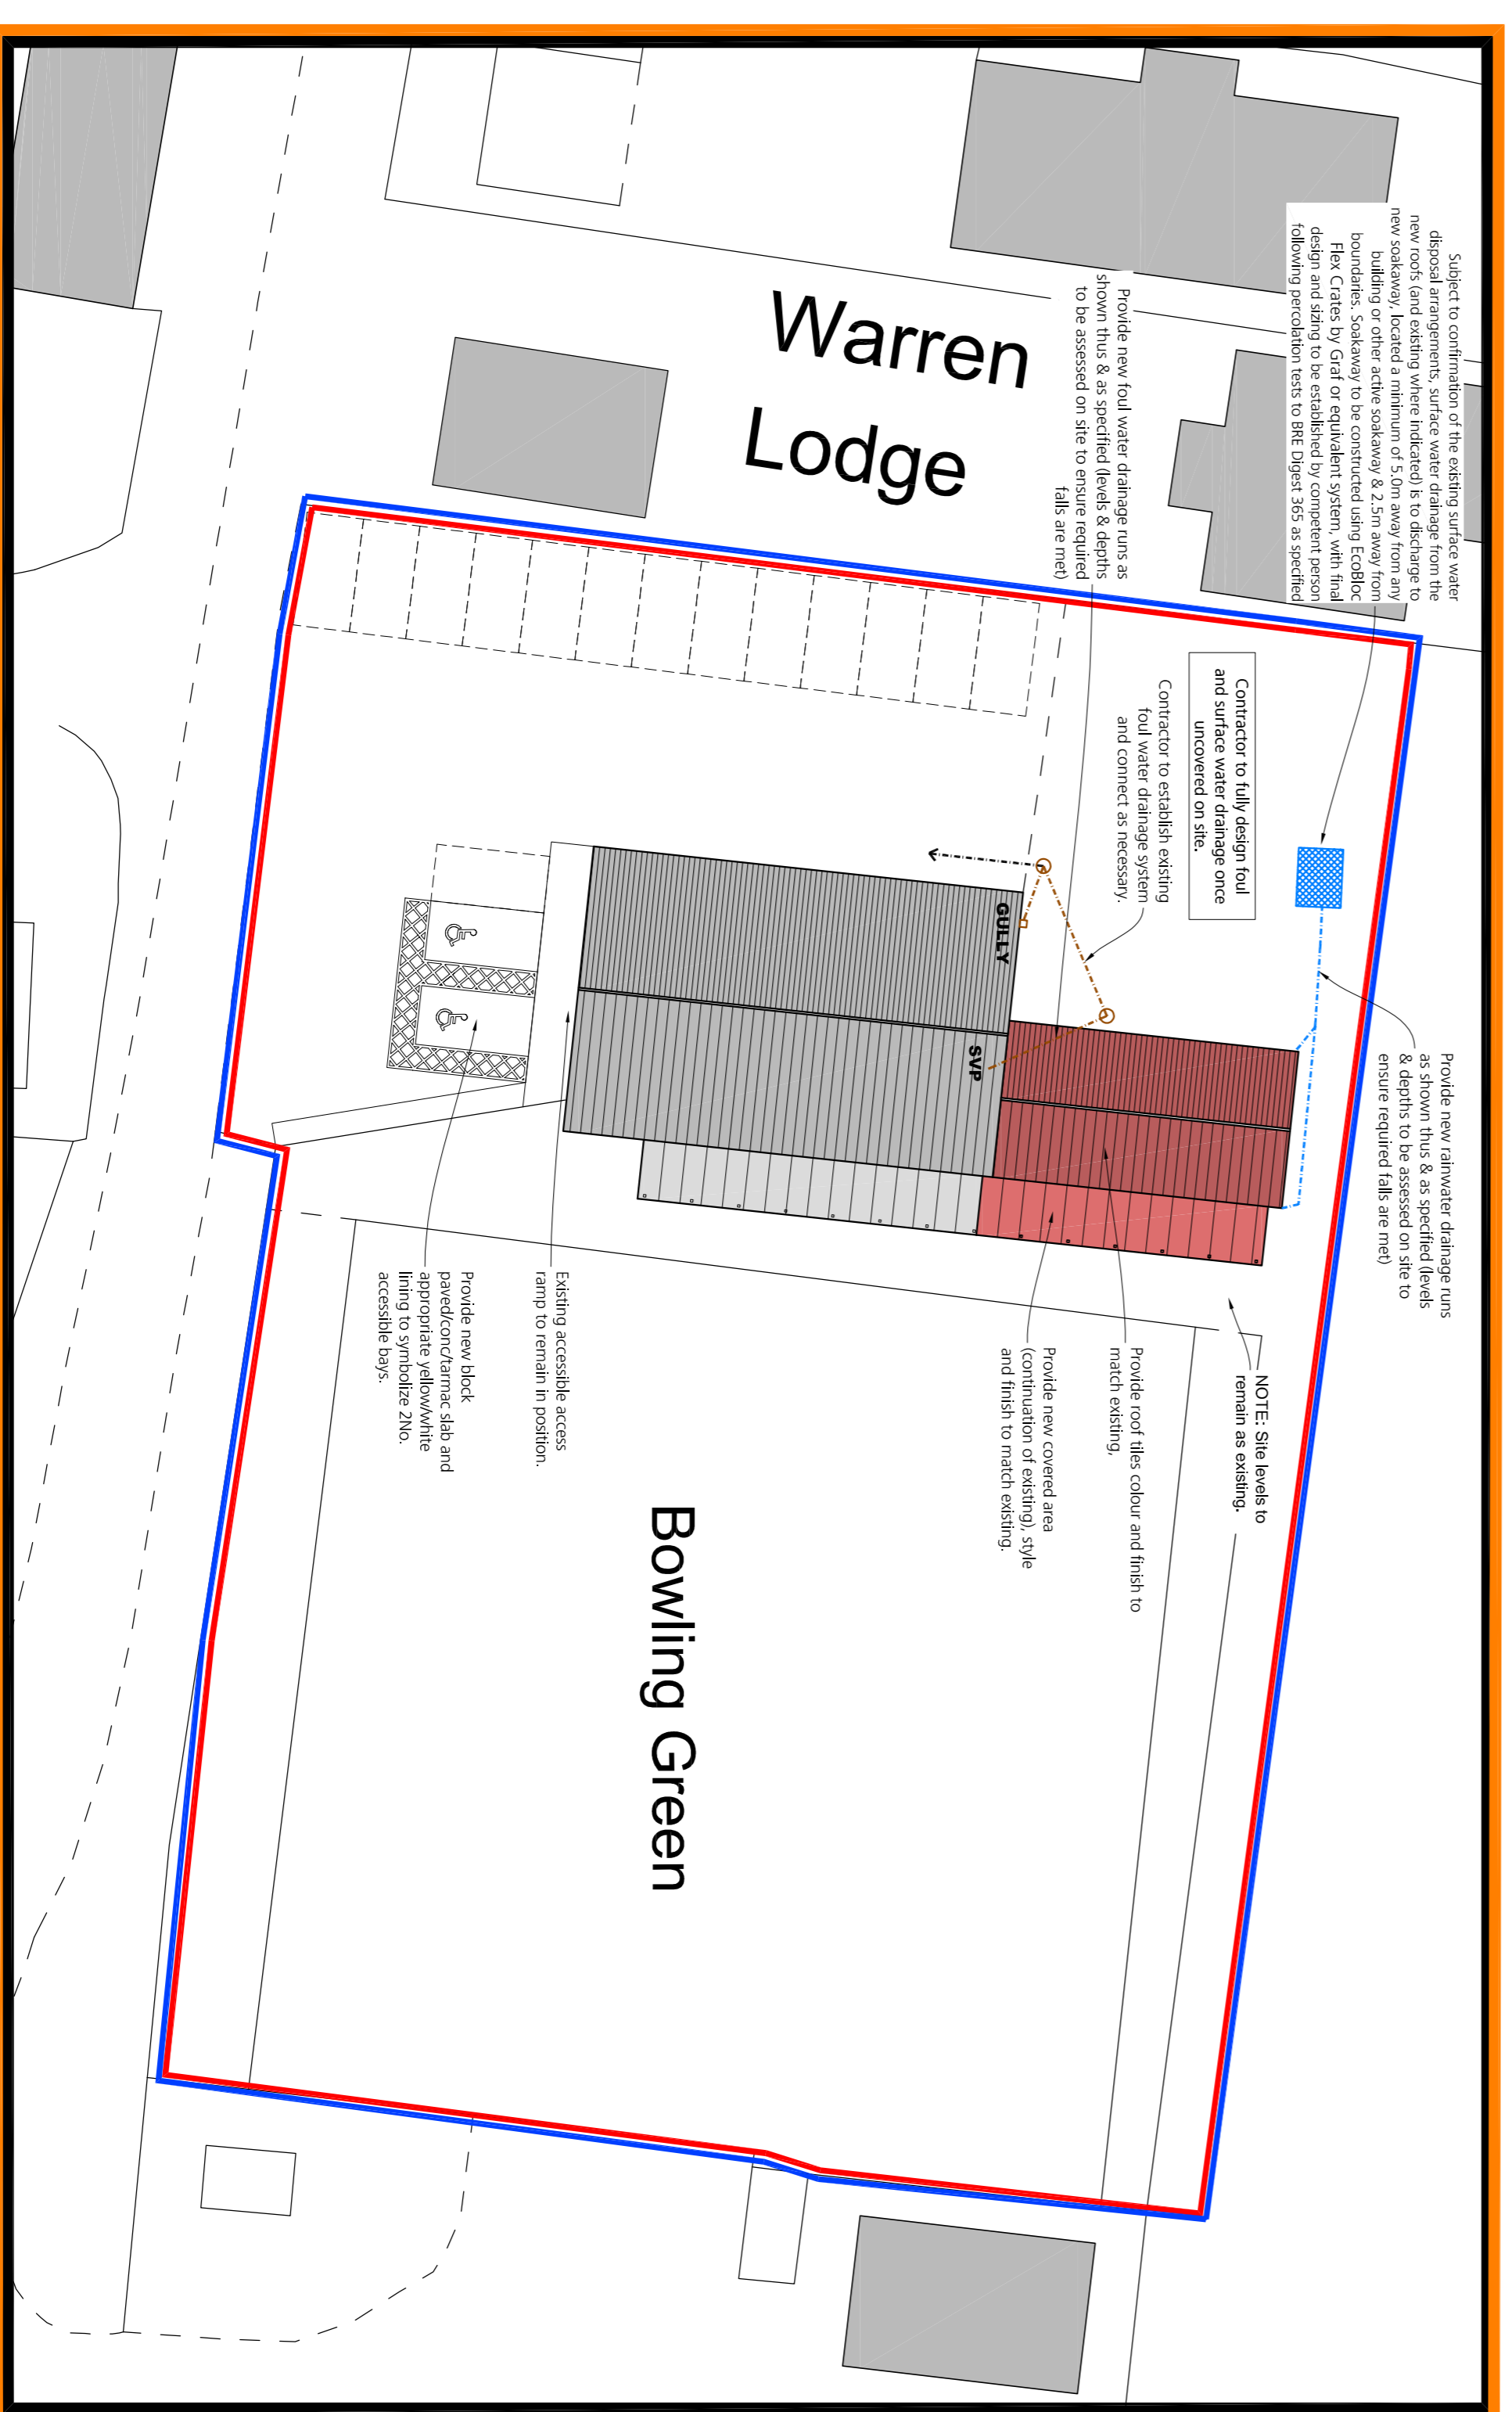 Subject to confirmation of the existing surface water
disposal arrangements, surface water drainage from the
new roofs (and existing where indicated) is to discharge to
new soakaway, located a minimum of 5.0m away from any
building or other active soakaway & 2.5m away from
boundaries. Soakaway to be constructed using EcoBloc
Flex Crates by Graf or equivalent system, with final
design and sizing to be established by competent person
following percolation tests to BRE Digest 365 as specified
Provide new rainwater drainage runs
as shown thus & as specified (levels
& depths to be assessed on site to
ensure required falls are met)
NOTE: Site levels to
remain as existing.
Contractor to fully design foul
and surface water drainage once
uncovered on site.
Contractor to establish existing
foul water drainage system
and connect as necessary.
Provide new foul water drainage runs as
shown thus & as specified (levels & depths
to be assessed on site to ensure required
falls are met)
Provide roof tiles colour and finish to
match existing,
Provide new covered area
(continuation of existing), style
and finish to match existing.
GULLY
SVP
Warren
Lodge
Bowling Green
Existing accessible access
ramp to remain in position.
Provide new block
paved/conc/tarmac slab and
appropriate yellow/white
lining to symbolize 2No.
accessible bays.